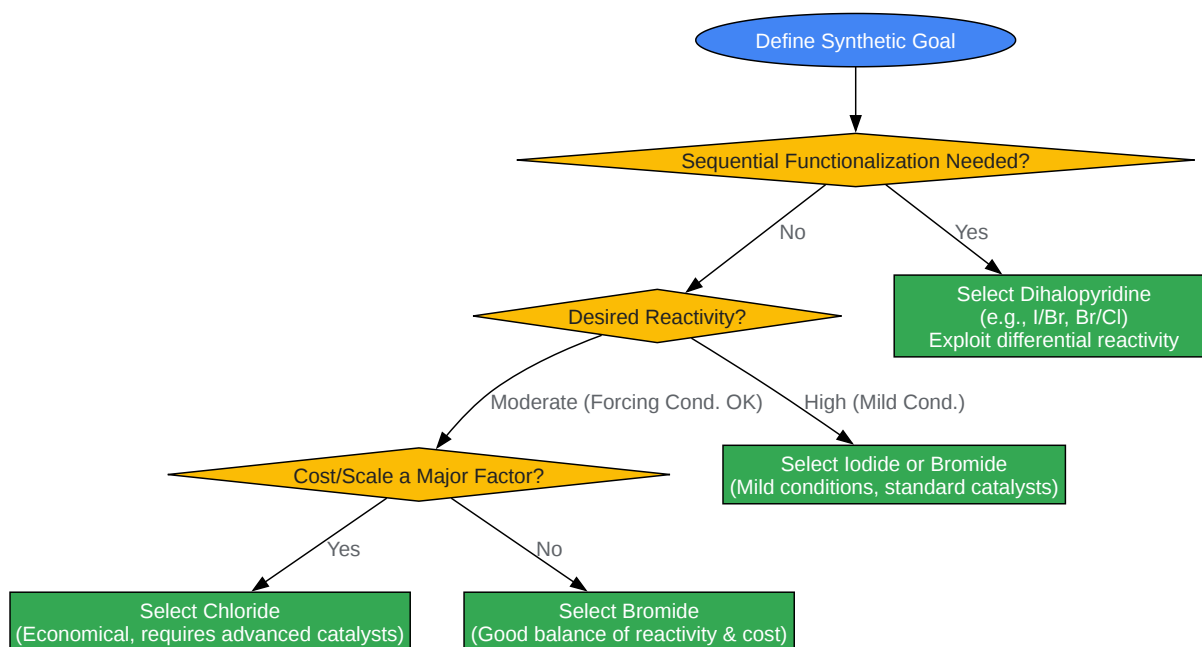 Define Synthetic Goal
Sequential Functionalization Needed?
No
Yes
Select Dihalopyridine
(e.g., I/Br, Br/Cl)
Exploit differential reactivity
Desired Reactivity?
Moderate (Forcing Cond. OK)
High (Mild Cond.)
Select Iodide or Bromide
(Mild conditions, standard catalysts)
Cost/Scale a Major Factor?
Yes
No
Select Chloride
(Economical, requires advanced catalysts)
Select Bromide
(Good balance of reactivity & cost)